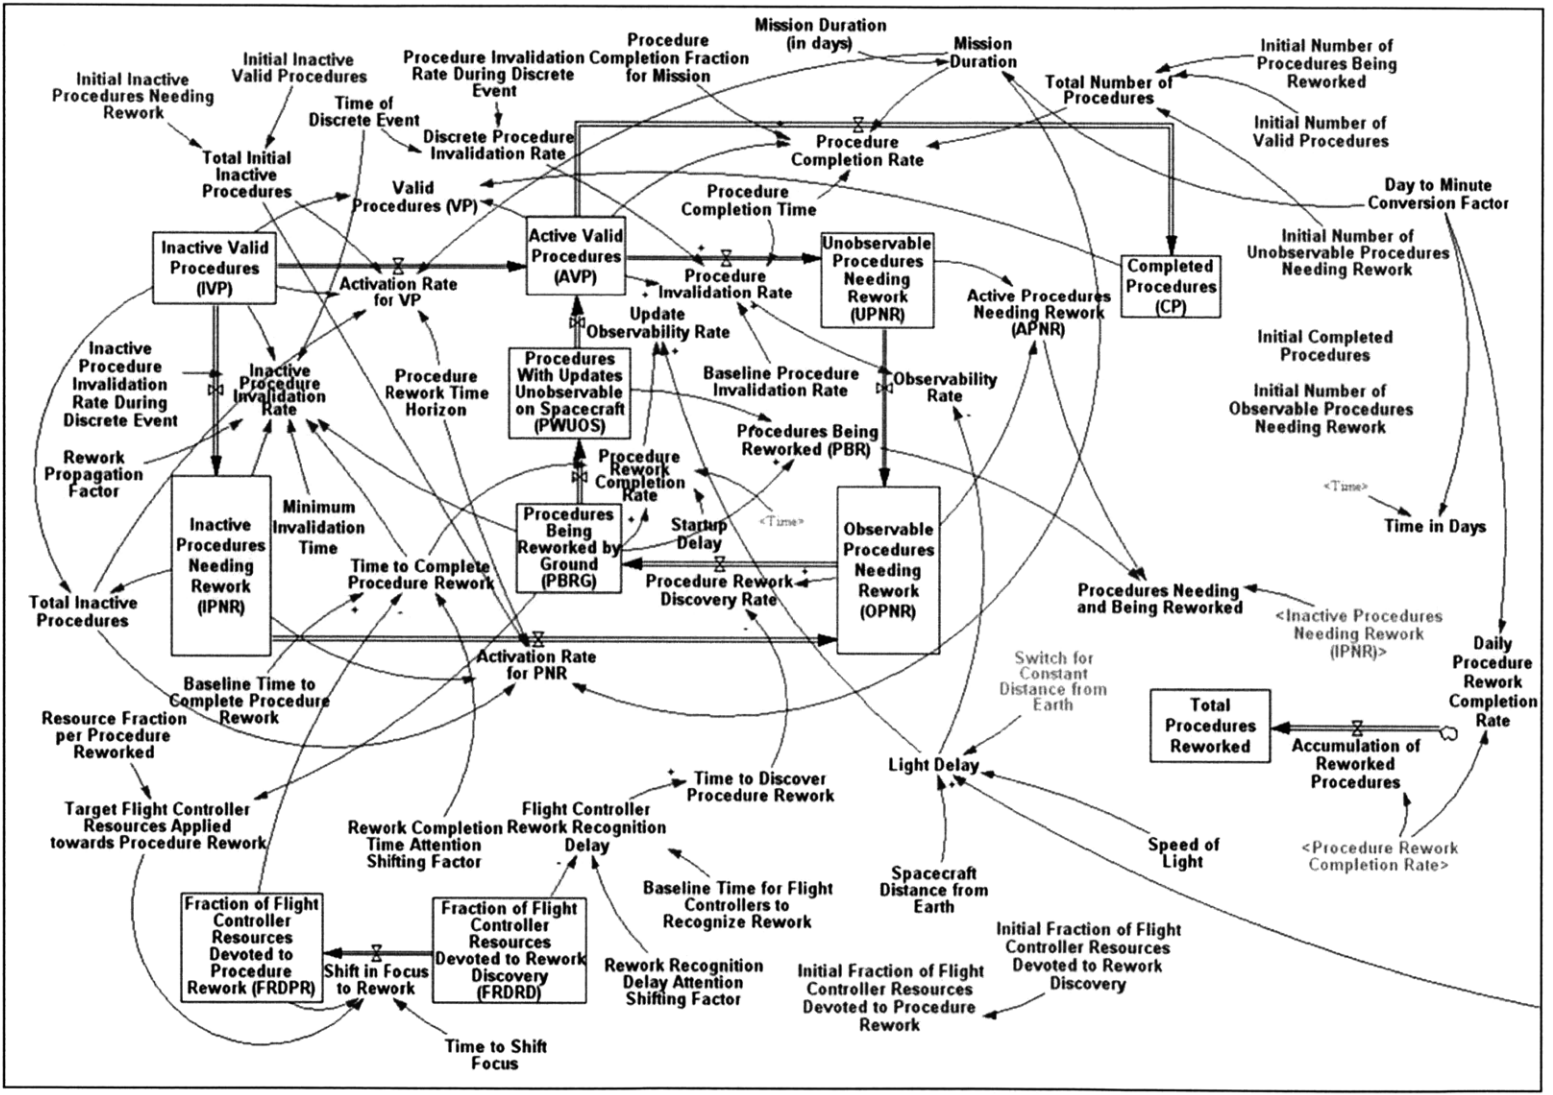 Mission Duration
(in days)
Mission
Duration
Procedure
Completion Fraction
for Mission
Procedure Invalidation
Rate During Discrete
Event
Initial Inactive
Valid Procedures
Initial Inactive
Procedures Needing
Rework
Time of
Discrete Event
Discrete Procedure
Invalidation Rate
Total Initial
Inactive
Procedures
Valid
Procedures (VP)
Procedure
Completion Rate
Procedure
Completion Time
Total Number of
Procedures
Initial Number of
Procedures Being
Reworked
Initial Number of
Valid Procedures
Day to Minute
Conversion Factor
Initial Number of
Unobservable Procedures
Needing Rework
Inactive Valid
Procedures
(IVP)
Activation Rate
for VP
Active Valid
Procedures
(AVP)
Procedure
Invalidation Rate
Unobservable
Procedures
Needing
Rework
(UPNR)
Active Procedures
Needing Rework
(APNR)
Completed
Procedures
(CP)
Update
Observability Rate
Initial Completed
Procedures
Initial Number of
Observable Procedures
Needing Rework
Inactive
Procedure
Invalidation
Rate During
Discrete Event
Inactive
Procedure
Invalidation
Rate
Procedure
Rework Time
Horizon
Procedures
With Updates
Unobservable
on Spacecraft
(PWUOS)
Baseline Procedure
Invalidation Rate
Observability
Rate
Procedures Being
Reworked (PBR)
Rework
Propagation
Factor
Procedure
Rework
Completion
Rate
Minimum
Invalidation
Time
Inactive
Procedures
Needing
Rework
(IPNR)
Procedures
Being
Reworked by
Ground
(PBRG)
Startup
Delay
<Time>
Observable
Procedures
Needing
Rework
(OPNR)
<Time>
Time in Days
Time to Complete
Procedure Rework
Procedure Rework
Discovery Rate
Total Inactive
Procedures
Procedures Needing
and Being Reworked
<Inactive Procedures
Needing Rework
(IPNR)>
Activation Rate
for PNR
Baseline Time to
Complete Procedure
Rework
Switch for
Constant
Distance from
Earth
Daily
Procedure
Rework
Completion
Rate
Resource Fraction
per Procedure
Reworked
Total
Procedures
Reworked
Accumulation of
Reworked
Procedures
Light Delay
Time to Discover
Procedure Rework
Target Flight Controller
Resources Applied
towards Procedure Rework
Rework Completion
Time Attention
Shifting Factor
Flight Controller
Rework Recognition
Delay
Speed of
Light
<Procedure Rework
Completion Rate>
Spacecraft
Distance from
Earth
Baseline Time for Flight
Controllers to
Recognize Rework
Fraction of Flight
Controller
Resources
Devoted to
Procedure
Rework (FRDPR)
Shift in Focus
to Rework
Fraction of Flight
Controller
Resources
Devoted to Rework
Discovery
(FRDRD)
Rework Recognition
Delay Attention
Shifting Factor
Initial Fraction of Flight
Controller Resources
Devoted to Procedure
Rework
Initial Fraction of Flight
Controller Resources
Devoted to Rework
Discovery
Time to Shift
Focus